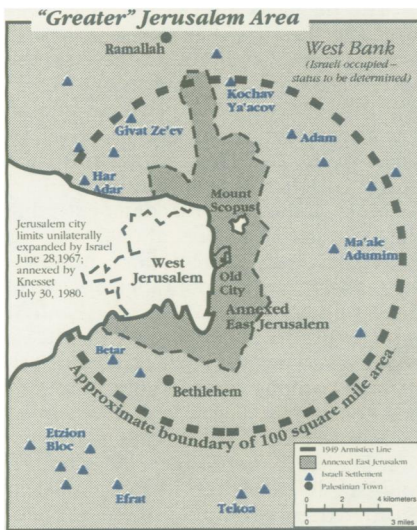 "Greater" Jerusalem Area
Ramallah
West Bank
(Israeli occupied –
status to be determined)
Kochav
Ya'acov
Givat Ze'ev
Adam
Har
Adar
Mount
Scopus
Jerusalem city
limits unilaterally
expanded by Israel
June 28,1967;
annexed by
Knesset
July 30, 1980.
West
Jerusalem
Ma'ale
Adumim
Old
City
Annexed
East Jerusalem
Betar
Bethlehem
Approximate boundary of 100 square mile area
Etzion
Bloc
Efrat
Tekoa
1949 Armistice Line
Annexed East Jerusalem
Israeli Settlement
Palestinian Town
0 2 4 kilometers
0 3 miles